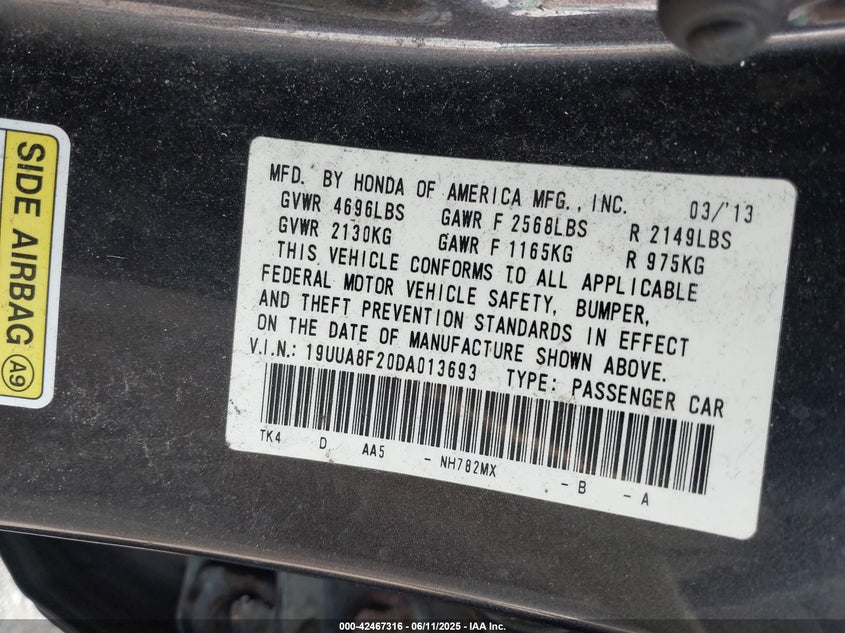 SIDE AIRBAG A9
MFD. BY HONDA OF AMERICA MFG., INC. 03/'13
GVWR 4696LBS GAWR F 2568LBS R 2149LBS
GVWR 2130KG GAWR F 1165KG R 975KG
THIS VEHICLE CONFORMS TO ALL APPLICABLE
FEDERAL MOTOR VEHICLE SAFETY, BUMPER,
AND THEFT PREVENTION STANDARDS IN EFFECT
ON THE DATE OF MANUFACTURE SHOWN ABOVE.
V.I.N.: 19UUA8F20DA013693 TYPE: PASSENGER CAR
TK4 D AA5 - NH782MX - B - A
000-42467316 - 06/11/2025 - IAA Inc.